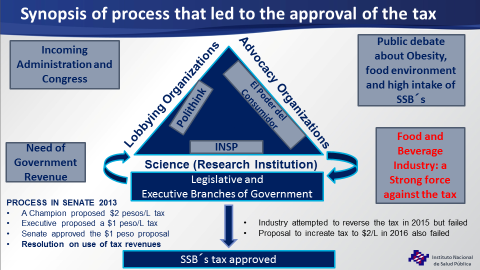 Synopsis of process that led to the approval of the tax
Incoming
Administration and
Congress
Lobbying Organizations
Advocacy Organizations
Public debate
about Obesity,
food environment
and high intake of
SSB´s
Polithink
El Poder del
Consumidor
INSP
Need of
Government
Revenue
Science (Research Institution)
Legislative and
Executive Branches of Government
Food and
Beverage
Industry: a
Strong force
against the tax
PROCESS IN SENATE 2013
• A Champion proposed $2 pesos/L tax
• Executive proposed a $1 peso/L tax
• Senate approved the $1 peso proposal
• Resolution on use of tax revenues
• Industry attempted to reverse the tax in 2015 but failed
• Proposal to increate tax to $2/L in 2016 also failed
SSB´s tax approved
Instituto Nacional
de Salud Pública